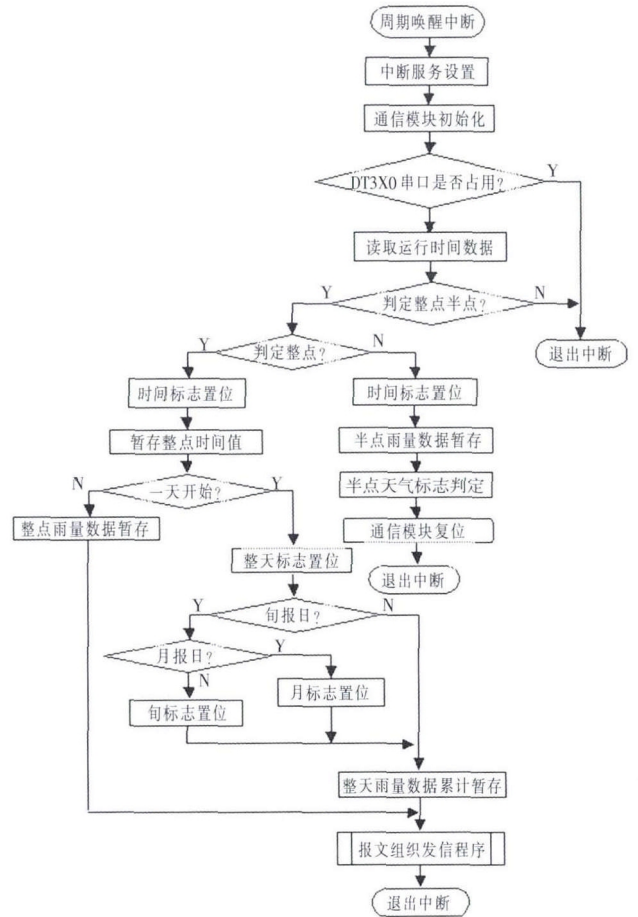 周期唤醒中断
中断服务设置
通信模块初始化
DT3X0串口是否占用?
Y
读取运行时间数据
Y
判定整点半点?
N
退出中断
Y
判定整点?
N
时间标志置位
时间标志置位
暂存整点时间值
半点雨量数据暂存
N
一天开始?
Y
半点天气标志判定
整点雨量数据暂存
通信模块复位
整天标志置位
退出中断
Y
旬报日?
N
月报日?
Y
N
旬标志置位
月标志置位
整天雨量数据累计暂存
报文组织发信程序
退出中断